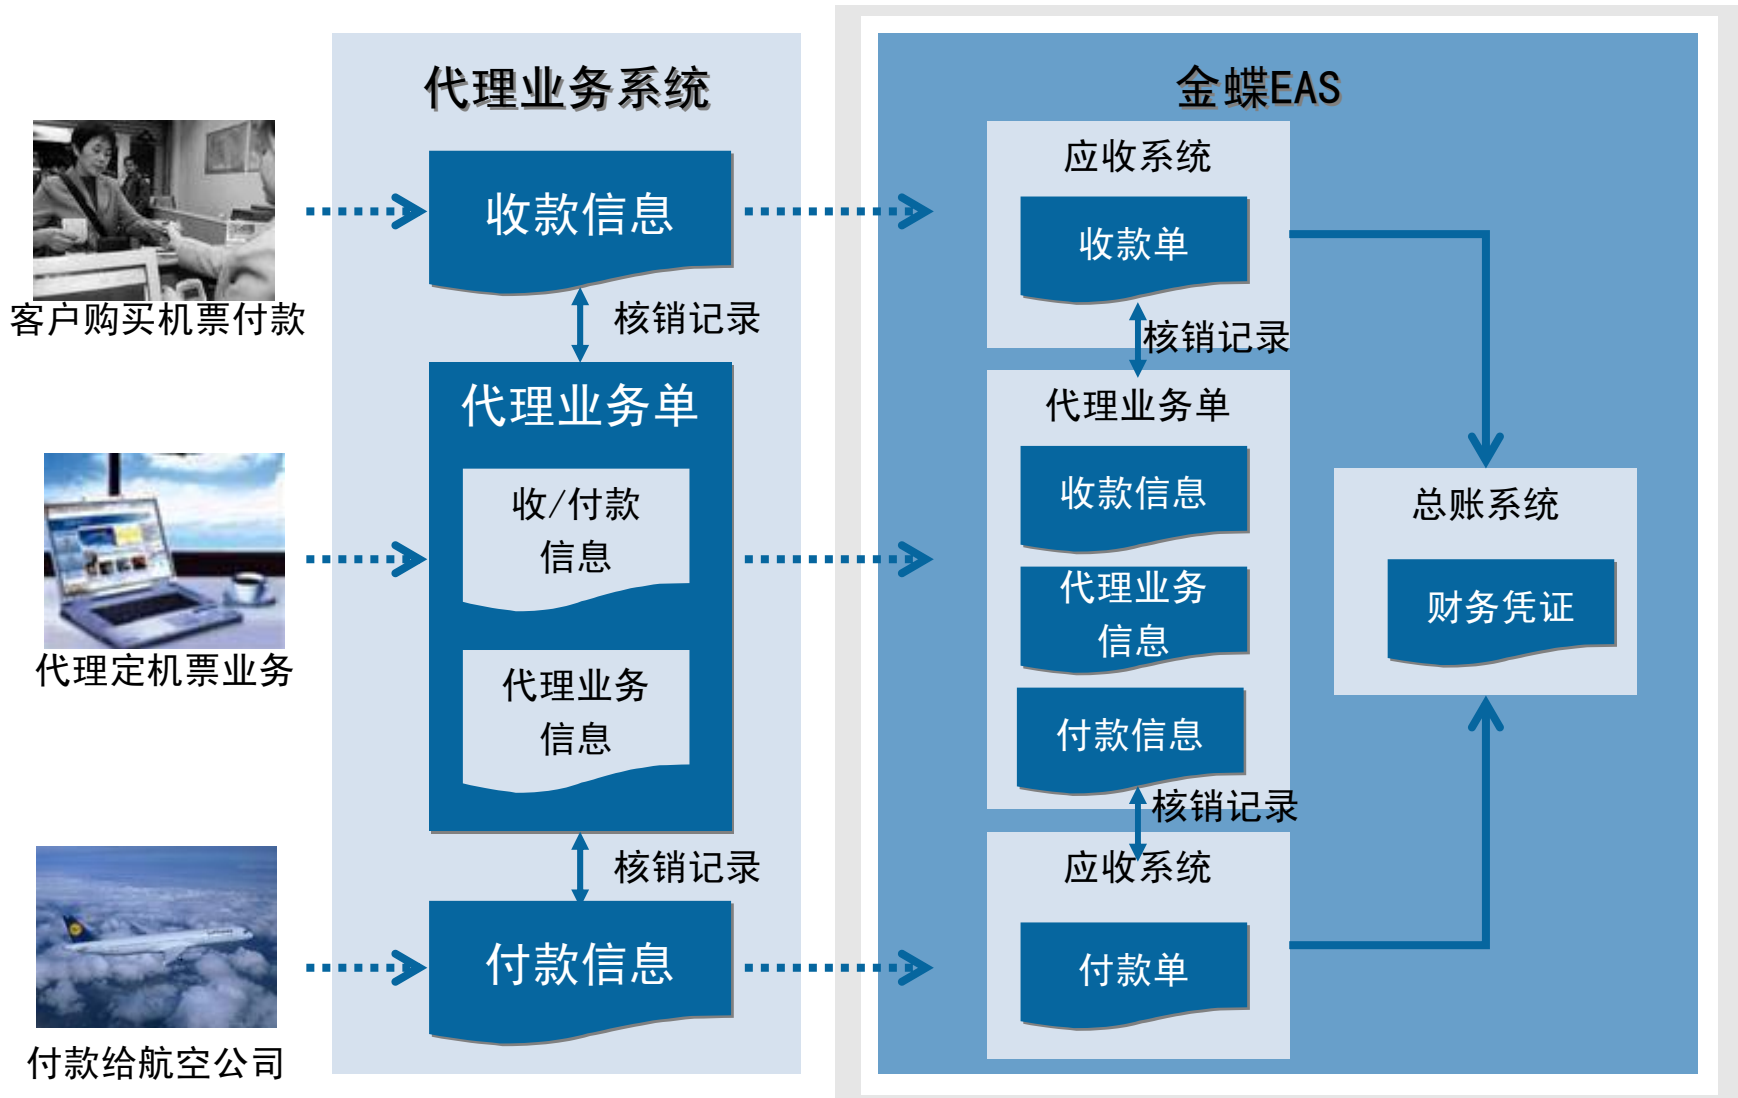 代理业务系统
金蝶EAS
客户购买机票付款
收款信息
核销记录
应收系统
收款单
核销记录
代理定机票业务
代理业务单
收/付款
信息
代理业务
信息
代理业务单
收款信息
代理业务
信息
付款信息
总账系统
财务凭证
核销记录
核销记录
付款给航空公司
付款信息
应收系统
付款单